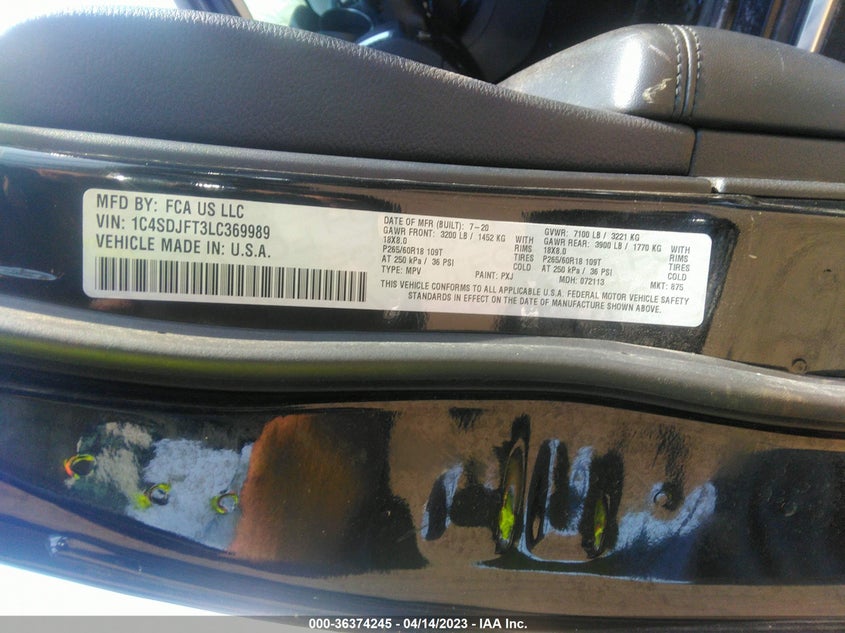 MFD BY: FCA US LLC
VIN: 1C4SDJFT3LC369989
VEHICLE MADE IN U.S.A.
DATE OF MFR (BUILT): 7-20 GVWR: 7100 LB / 3221 KG
GAWR FRONT: 3200 LB / 1452 KG WITH GAWR REAR: 3900 LB / 1770 KG WITH
18X8.0 RIMS 18X8.0 RIMS
P265/60R18 109T TIRES P265/60R18 109T TIRES
AT 250 kPa / 36 PSI COLD AT 250 kPa / 36 PSI COLD
TYPE: MPV PAINT: PXJ MDH: 072113 MKT: 875
THIS VEHICLE CONFORMS TO ALL APPLICABLE U.S.A. FEDERAL MOTOR VEHICLE SAFETY
STANDARDS IN EFFECT ON THE DATE OF MANUFACTURE SHOWN ABOVE.
000-36374245 - 04/14/2023 - IAA Inc.